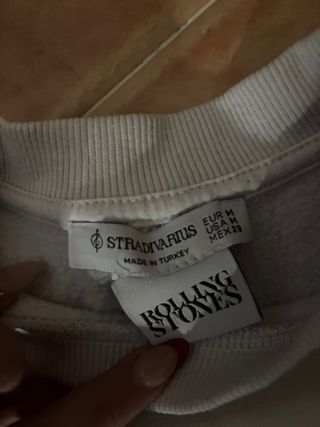 STRADIVARIUS
MADE IN TURKEY
EUR M
USA M
MEX 28
ROLLING
STONES